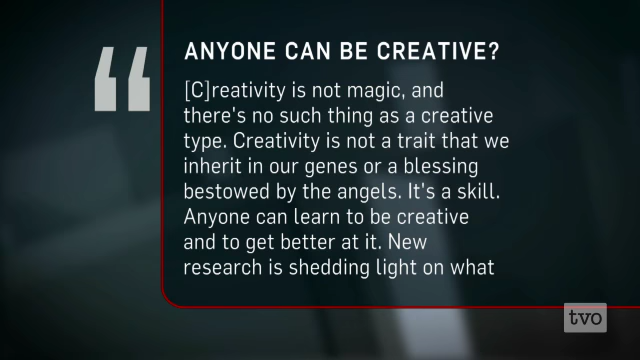 “
ANYONE CAN BE CREATIVE?
[C]reativity is not magic, and
there's no such thing as a creative
type. Creativity is not a trait that we
inherit in our genes or a blessing
bestowed by the angels. It's a skill.
Anyone can learn to be creative
and to get better at it. New
research is shedding light on what
tvo